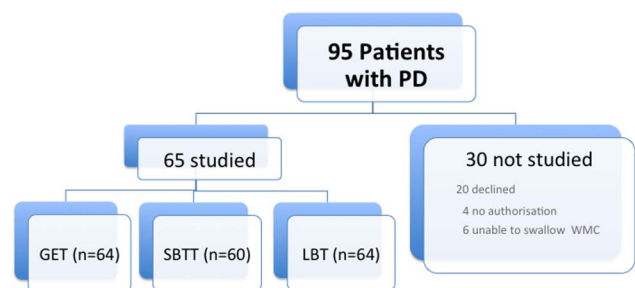 95 Patients
with PD
65 studied
30 not studied
20 declined
4 no authorisation
6 unable to swallow WMC
GET (n=64)
SBTT (n=60)
LBT (n=64)